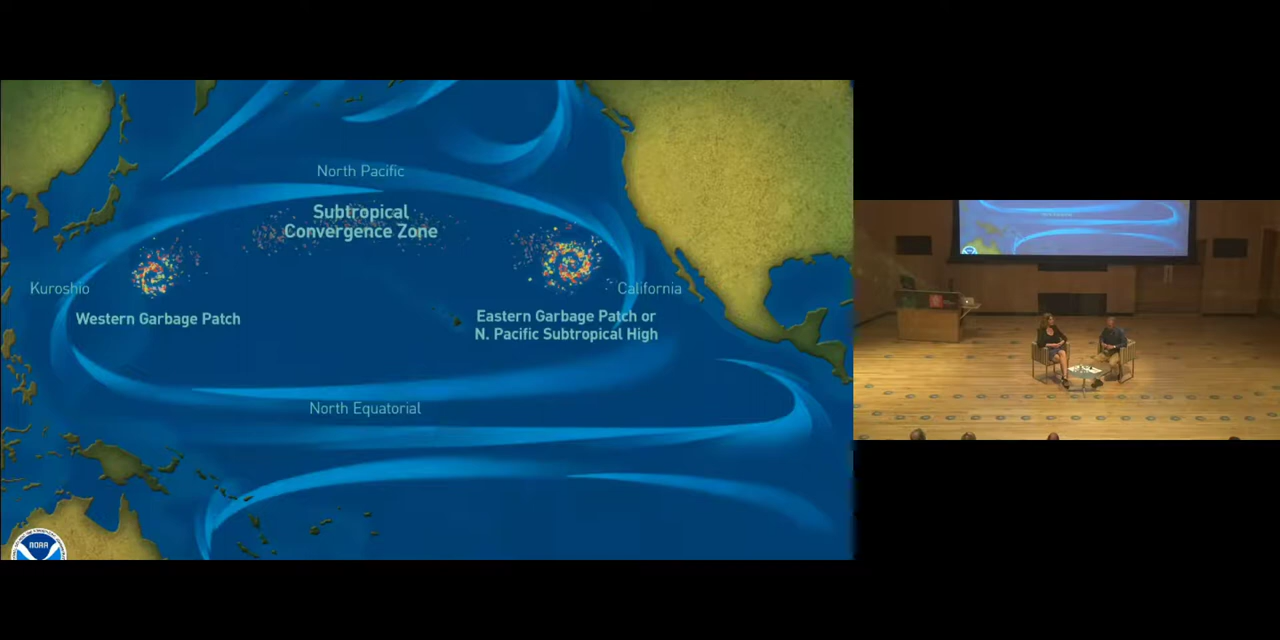 North Pacific
Subtropical
Convergence Zone
Kuroshio
California
Western Garbage Patch
Eastern Garbage Patch or
N. Pacific Subtropical High
North Equatorial
NOAA